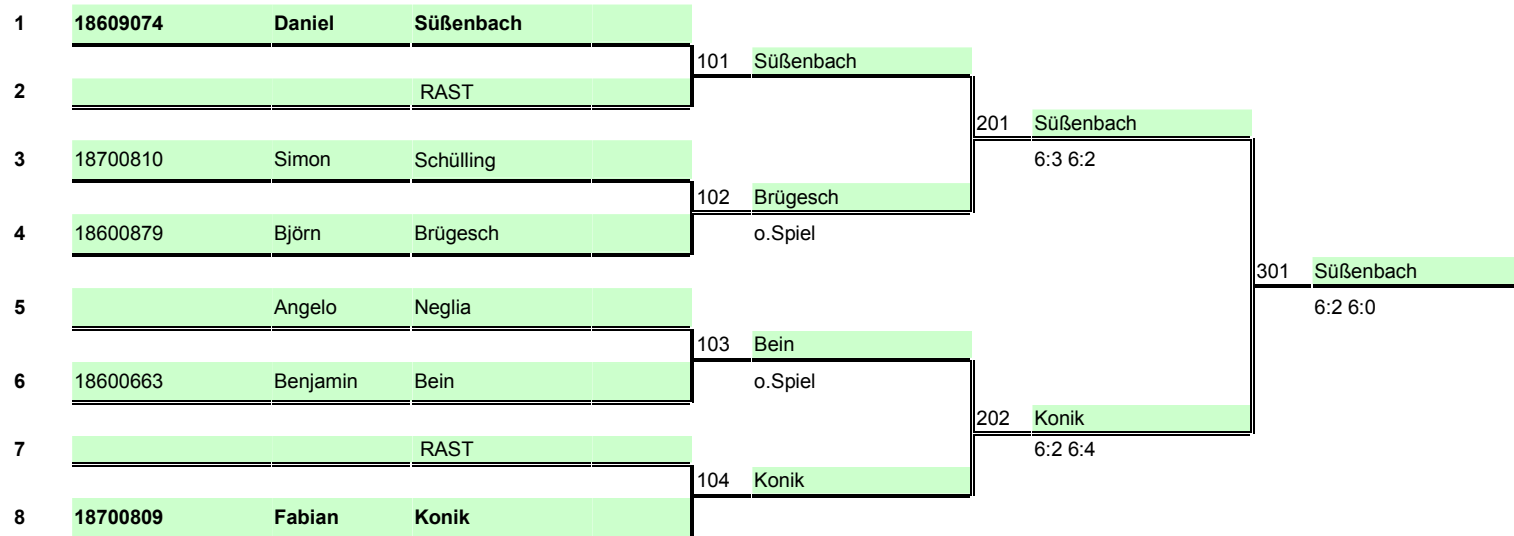 1 18609074 Daniel Süßenbach
101 Süßenbach
2 RAST
201 Süßenbach
3 18700810 Simon Schülling 6:3 6:2
102 Brügesch
4 18600879 Björn Brügesch o.Spiel
301 Süßenbach
5 Angelo Neglia 6:2 6:0
103 Bein
6 18600663 Benjamin Bein o.Spiel
202 Konik
7 RAST 6:2 6:4
104 Konik
8 18700809 Fabian Konik